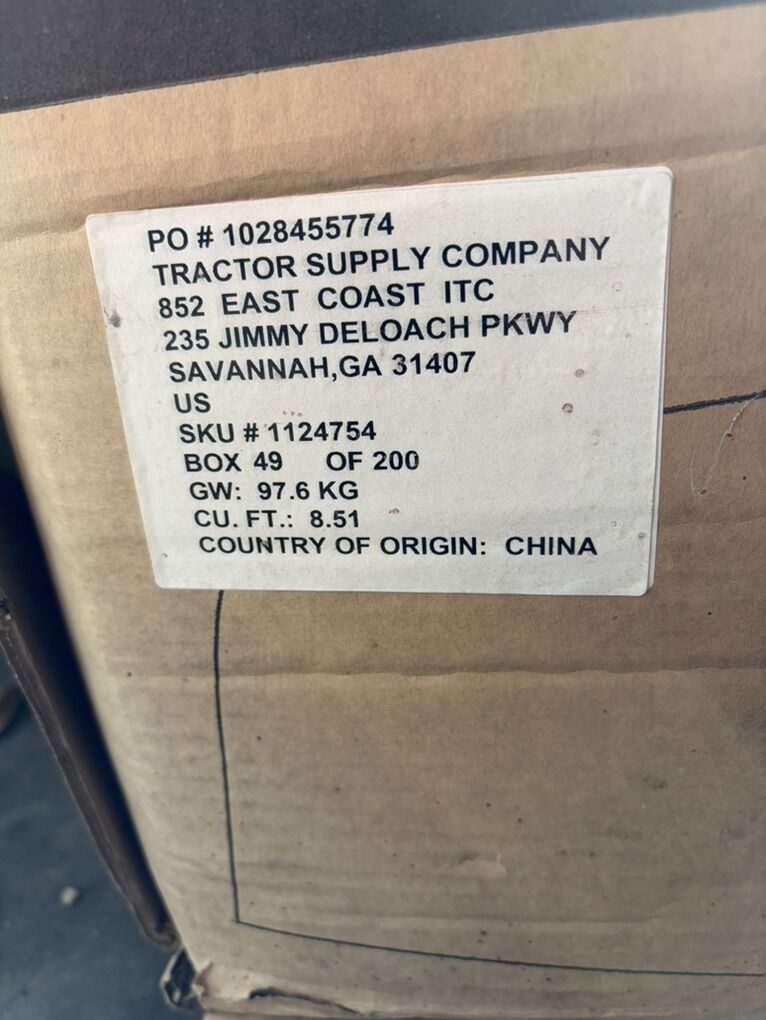 PO # 1028455774
TRACTOR SUPPLY COMPANY
852 EAST COAST ITC
235 JIMMY DELOACH PKWY
SAVANNAH,GA 31407
US
SKU # 1124754
BOX 49 OF 200
GW: 97.6 KG
CU. FT.: 8.51
COUNTRY OF ORIGIN: CHINA